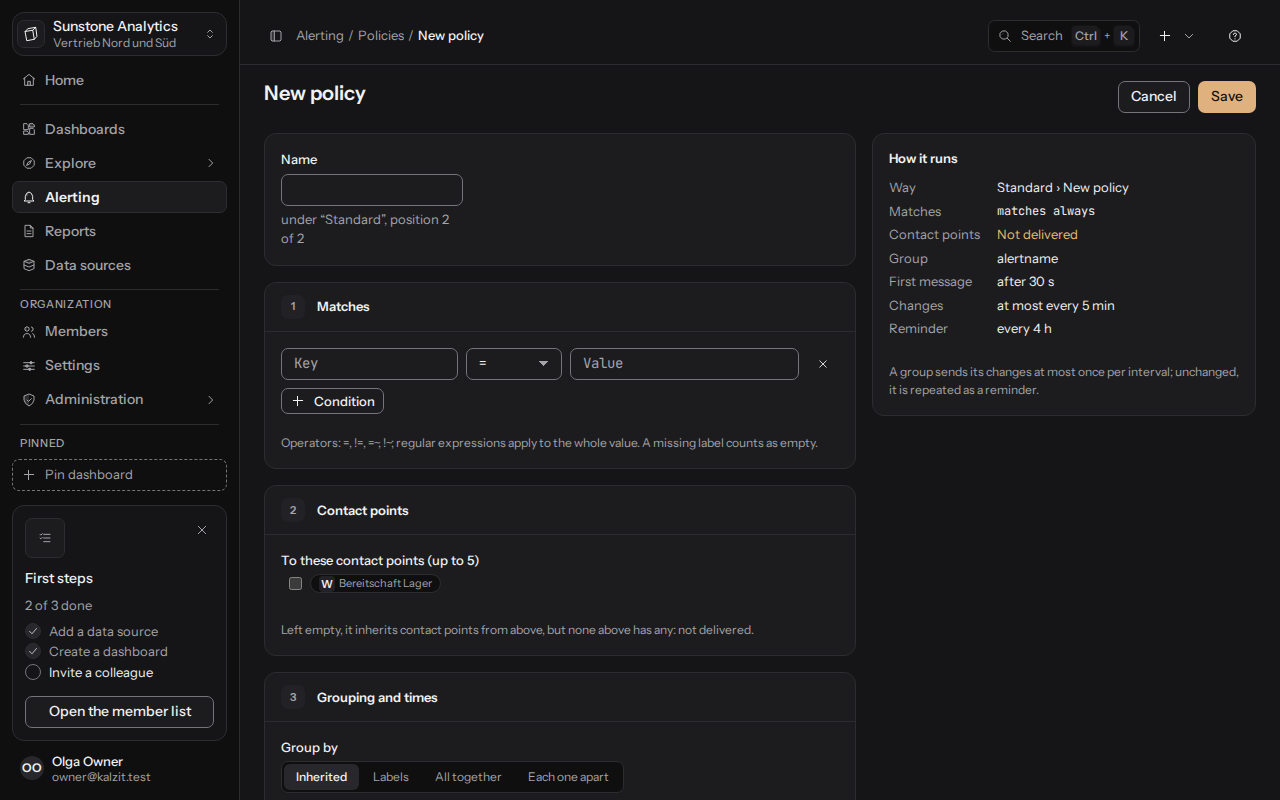 Sunstone Analytics
Vertrieb Nord und Süd
Home
Dashboards
Explore
Alerting
Reports
Data sources
ORGANIZATION
Members
Settings
Administration
PINNED
Pin dashboard
First steps
2 of 3 done
Add a data source
Create a dashboard
Invite a colleague
Open the member list
OO
Olga Owner
owner@kalzit.test
Alerting / Policies / New policy
Search Ctrl + K
New policy
Cancel
Save
Name
under “Standard”, position 2
of 2
1 Matches
Key
=
Value
Condition
Operators: =, !=, =~, !~; regular expressions apply to the whole value. A missing label counts as empty.
2 Contact points
To these contact points (up to 5)
W Bereitschaft Lager
Left empty, it inherits contact points from above, but none above has any: not delivered.
3 Grouping and times
Group by
Inherited Labels All together Each one apart
How it runs
Way Standard › New policy
Matches matches always
Contact points Not delivered
Group alertname
First message after 30 s
Changes at most every 5 min
Reminder every 4 h
A group sends its changes at most once per interval; unchanged,
it is repeated as a reminder.